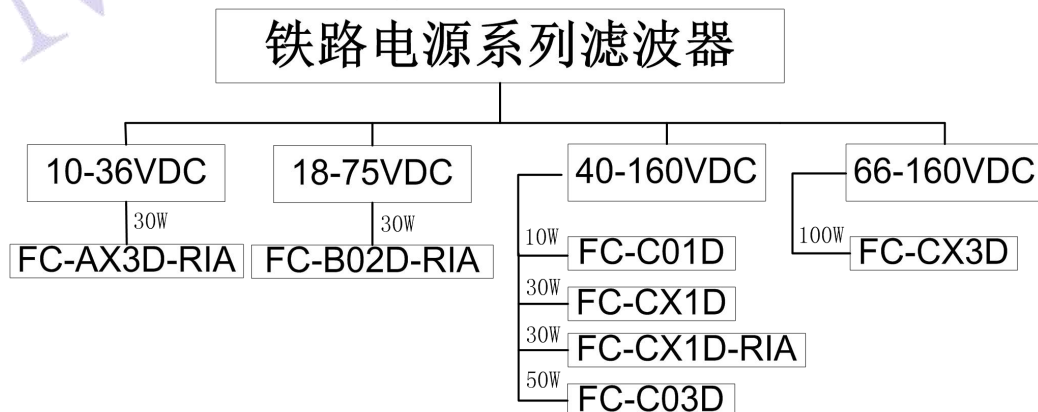 铁路电源系列滤波器
10-36VDC
18-75VDC
40-160VDC
66-160VDC
30W
FC-AX3D-RIA
30W
FC-B02D-RIA
10W
FC-C01D
30W
FC-CX1D
30W
FC-CX1D-RIA
50W
FC-C03D
100W
FC-CX3D